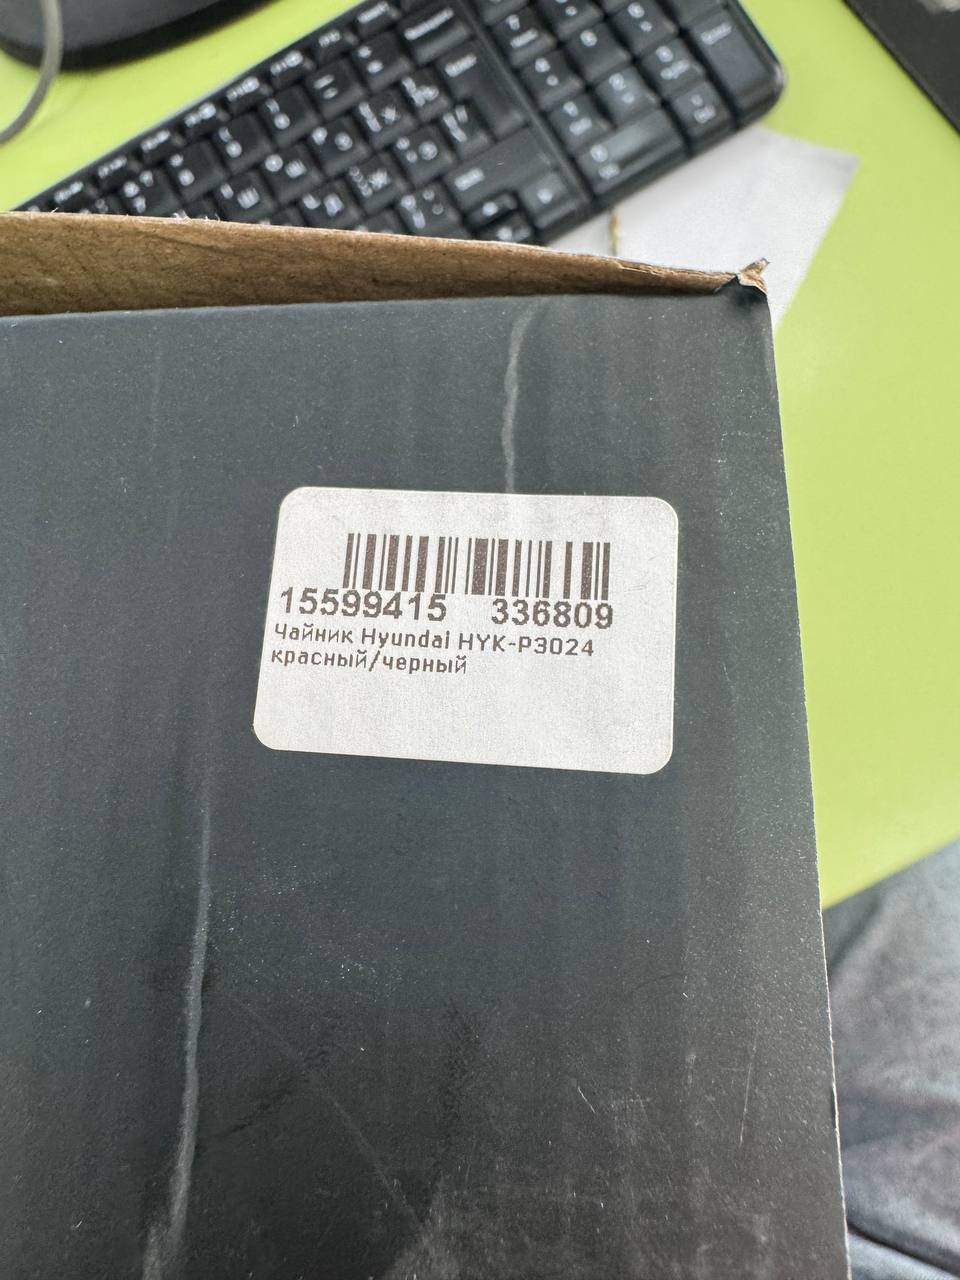 15599415 336809
Чайник Hyundai HYK-P3024
красный/черный